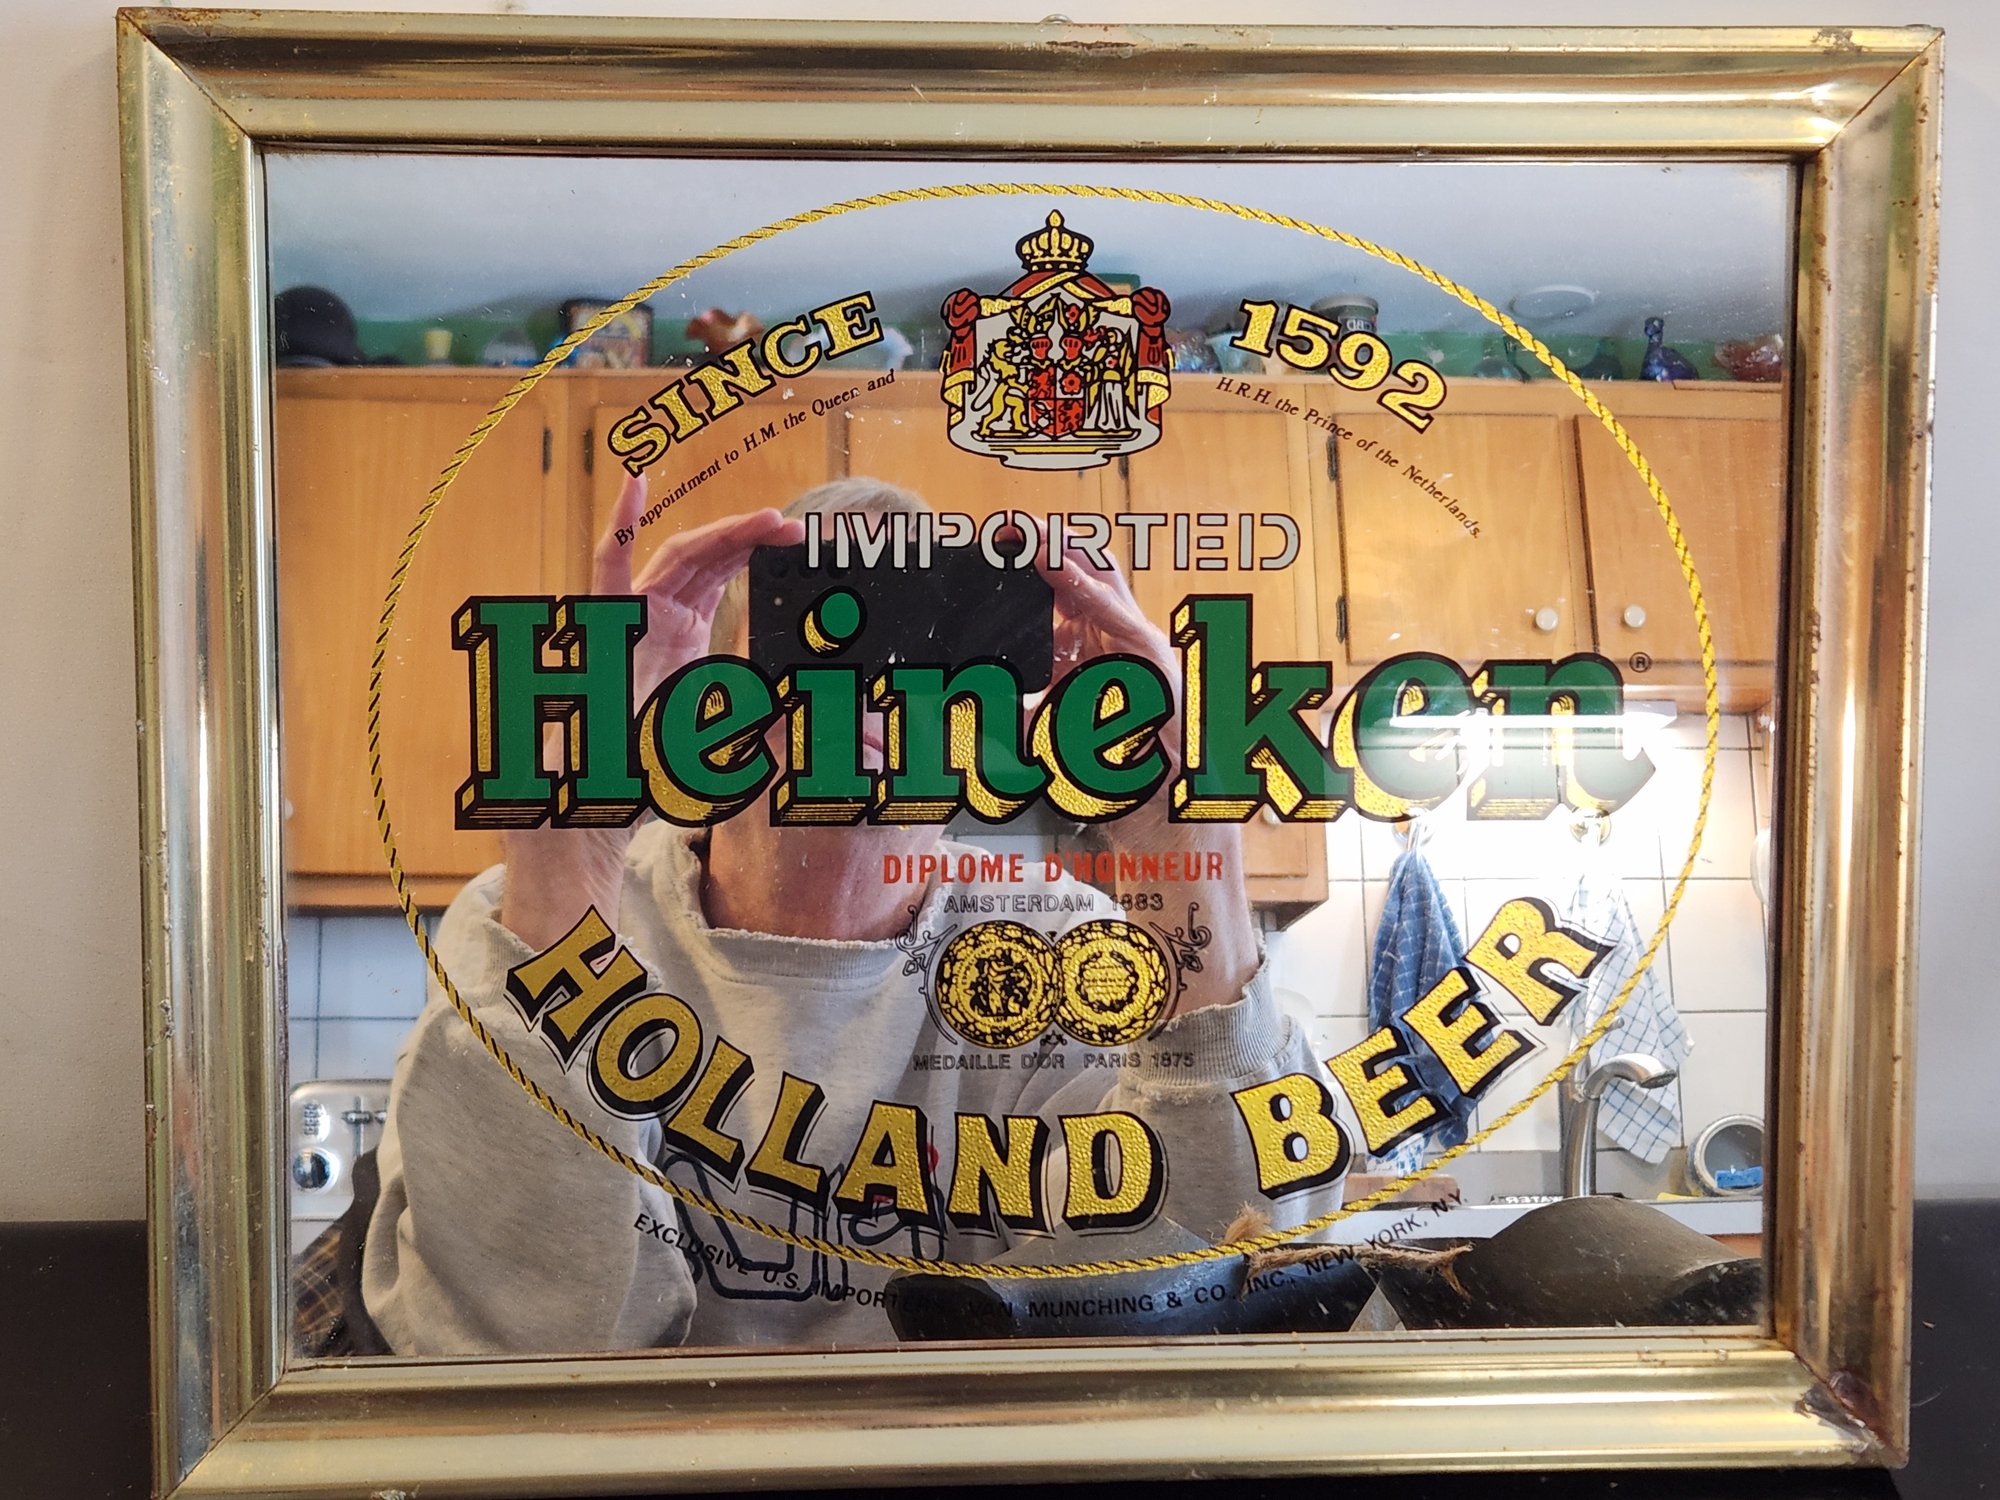 SINCE 1592
By appointment to H.M. the Queen and H.R.H. the Prince of the Netherlands.
IMPORTED
Heineken ®
DIPLOME D'HONNEUR
AMSTERDAM 1883
MEDAILLE D'OR PARIS 1875
HOLLAND BEER
EXCLUSIVE U.S. IMPORTERS VAN MUNCHING & CO., INC., NEW YORK, N.Y.